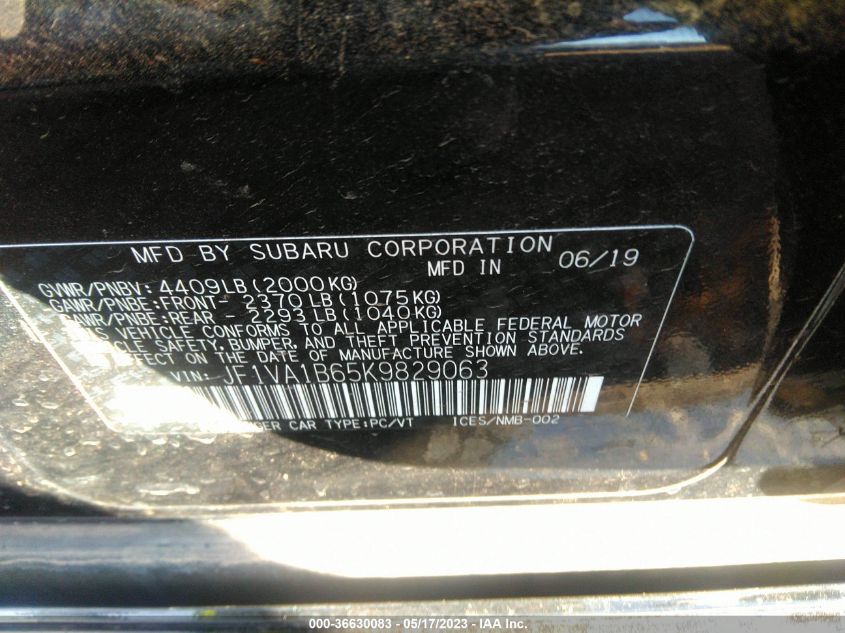 MFD BY SUBARU CORPORATION
MFD IN 06/19
GVWR/PNBV: 4409LB(2000KG)
GAWR/PNBE:FRONT- 2370LB(1075KG)
GAWR/PNBE:REAR - 2293LB(1040KG)
THIS VEHICLE CONFORMS TO ALL APPLICABLE FEDERAL MOTOR
VEHICLE SAFETY, BUMPER, AND THEFT PREVENTION STANDARDS
IN EFFECT ON THE DATE OF MANUFACTURE SHOWN ABOVE.
VIN: JF1VA1B65K9829063
CAR TYPE:PC/VT ICES/NMB-002
000-36630083 - 05/17/2023 - IAA Inc.